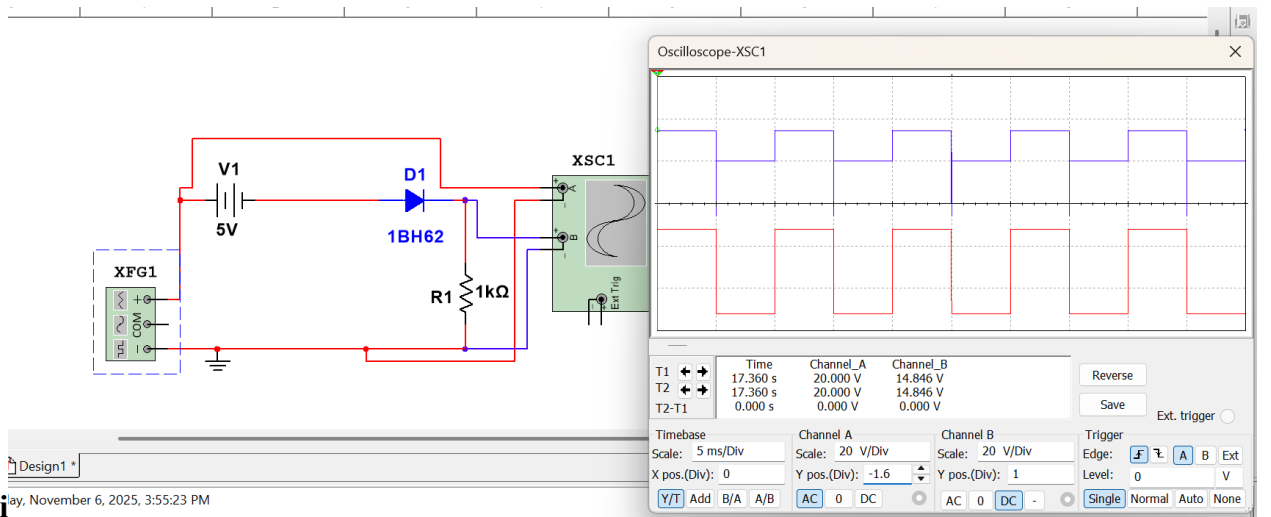 Oscilloscope-XSC1
XSC1
V1
D1
A
5V
1BH62
B
XFG1
+
COM
-
R1
1kΩ
Ext Trig
T1
T2
T2-T1
Time Channel_A Channel_B
17.360 s 20.000 V 14.846 V
17.360 s 20.000 V 14.846 V
0.000 s 0.000 V 0.000 V
Reverse
Save
Ext. trigger
Timebase
Scale: 5 ms/Div
X pos.(Div): 0
Y/T Add B/A A/B
Channel A
Scale: 20 V/Div
Y pos.(Div): -1.6
AC 0 DC
Channel B
Scale: 20 V/Div
Y pos.(Div): 1
AC 0 DC -
Trigger
Edge: A B Ext
Level: 0 V
Single Normal Auto None
Design1 *
i
ay, November 6, 2025, 3:55:23 PM